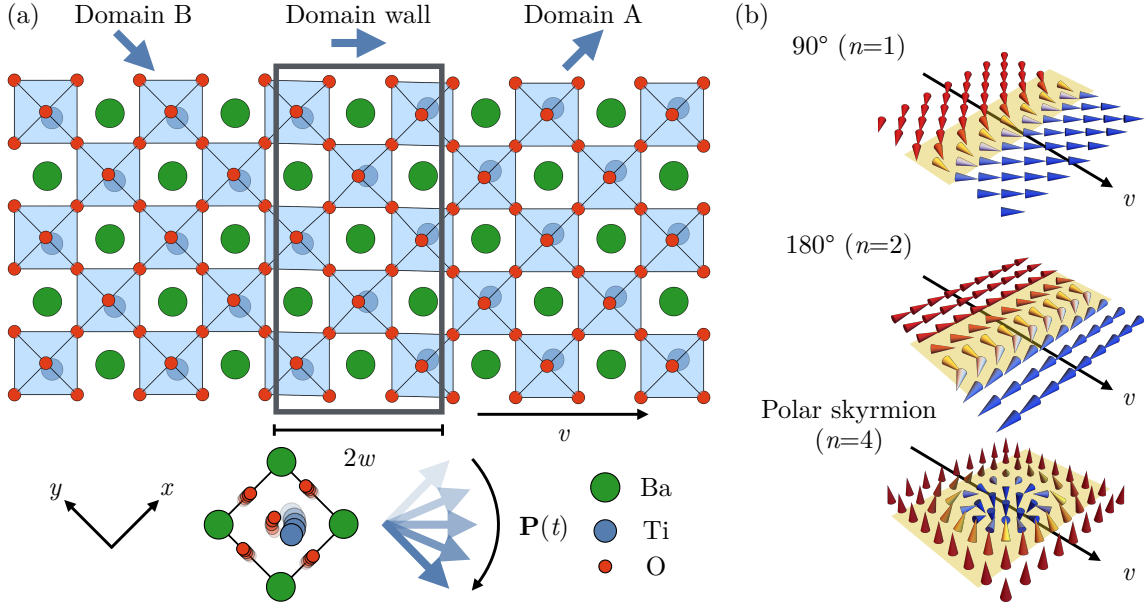 (a)
Domain B
Domain wall
Domain A
v
2w
y
x
P(t)
Ba
Ti
O
(b)
90° (n=1)
v
180° (n=2)
v
Polar skyrmion
(n=4)
v